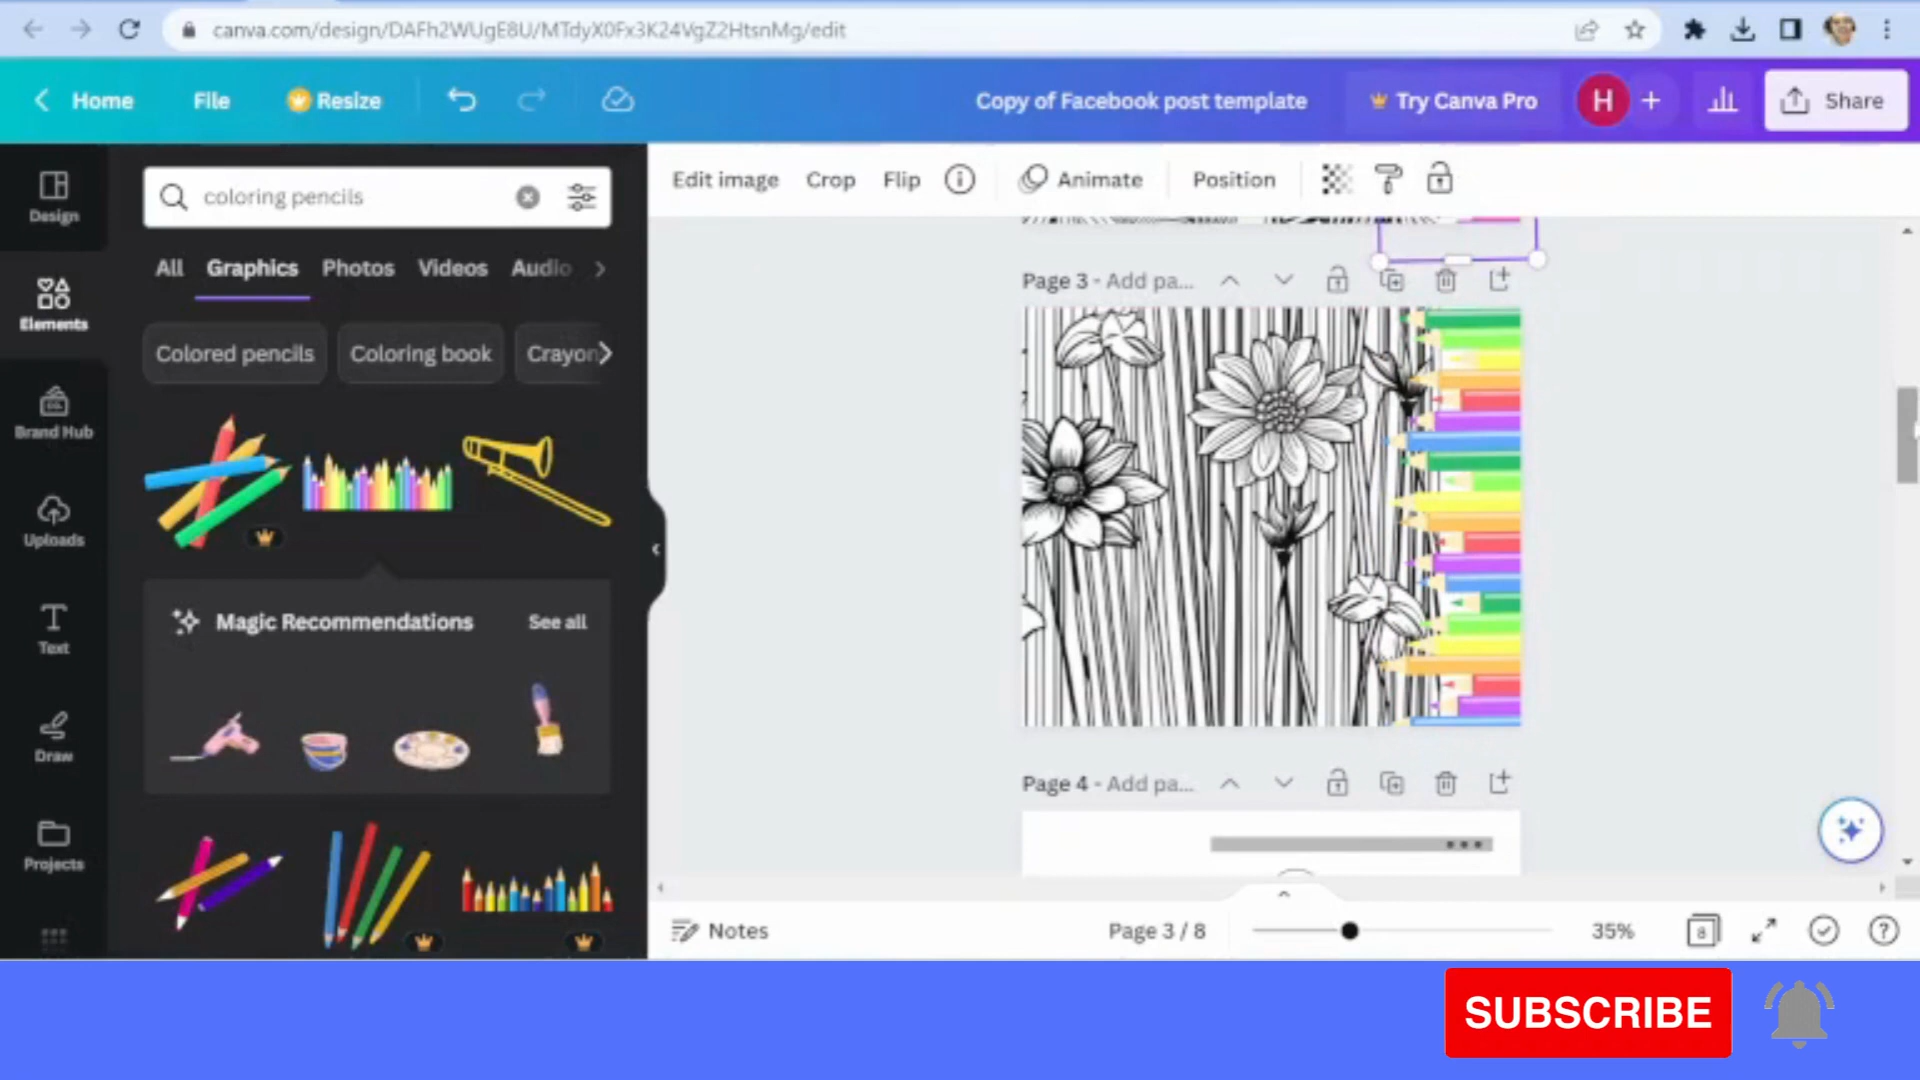 canva.com/design/DAFh2WUgE8U/MTdyX0Fx3K24VgZ2HtsnMg/edit
Home File Resize Copy of Facebook post template Try Canva Pro H + Share
Design
Elements
Brand Hub
Uploads
Text
Draw
Projects
coloring pencils
All Graphics Photos Videos Audio
Colored pencils Coloring book Crayon
Magic Recommendations See all
Edit image Crop Flip Animate Position
Page 3 - Add pa...
Page 4 - Add pa...
Notes Page 3 / 8 35% 8
SUBSCRIBE